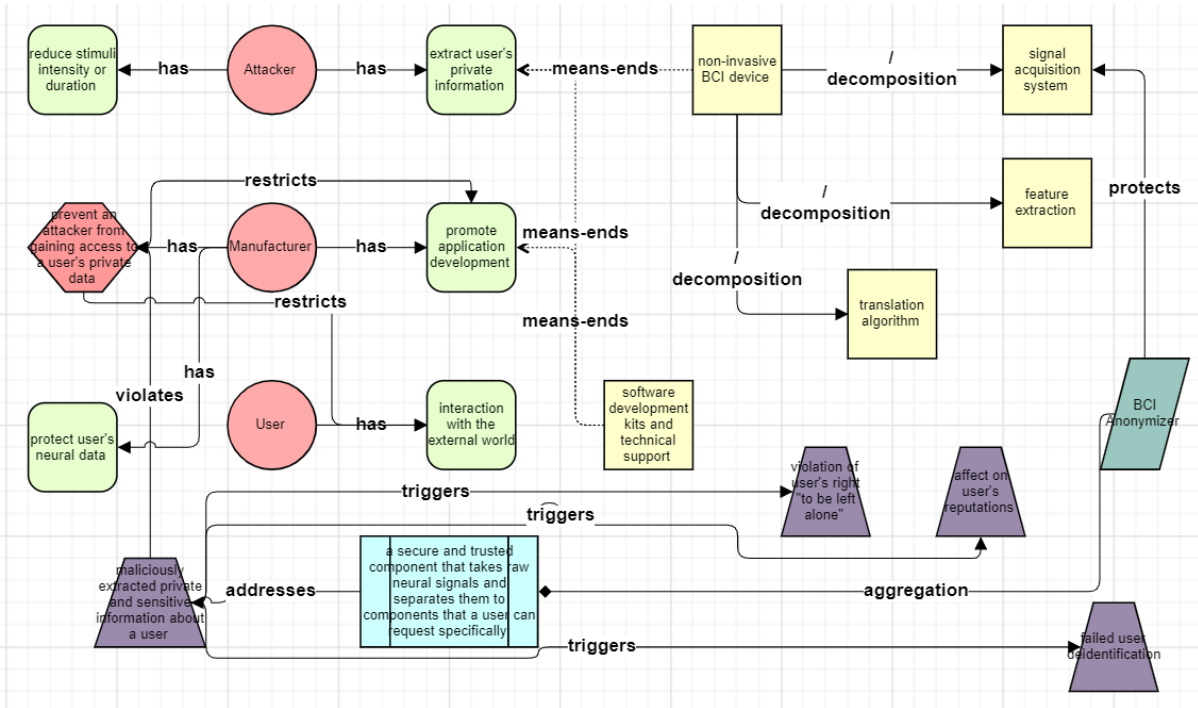 reduce stimuli
intensity or
duration
has
Attacker
has
extract user's
private
information
means-ends
non-invasive
BCI device
/
decomposition
signal
acquisition
system
restricts
prevent an
attacker from
gaining access to
a user's private
data
has
Manufacturer
has
promote
application
development
means-ends
/
decomposition
feature
extraction
protects
restricts
means-ends
/
decomposition
translation
algorithm
has
violates
protect user's
neural data
User
has
interaction
with the
external world
software
development
kits and
technical
support
BCI
Anonymizer
triggers
violation of
user's right
"to be left
alone"
affect on
user's
reputations
triggers
maliciously
extracted private
and sensitive
information about
a user
addresses
a secure and trusted
component that takes raw
neural signals and
separates them to
components that a user can
request specifically
aggregation
triggers
failed user
deidentification